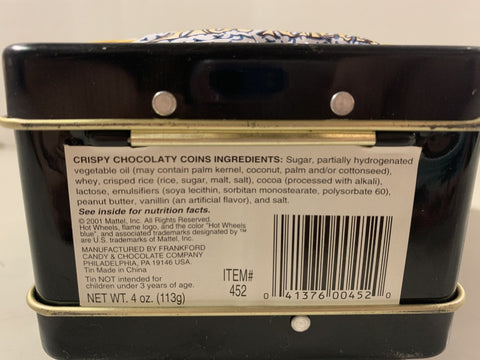 CRISPY CHOCOLATY COINS INGREDIENTS: Sugar, partially hydrogenated
vegetable oil (may contain palm kernel, coconut, palm and/or cottonseed),
whey, crisped rice (rice, sugar, malt, salt), cocoa (processed with alkali),
lactose, emulsifiers (soya lecithin, sorbitan monostearate, polysorbate 60),
peanut butter, vanillin (an artificial flavor), and salt.
See inside for nutrition facts.
© 2001 Mattel, Inc. All Rights Reserved.
Hot Wheels, flame logo, and the color "Hot Wheels
blue", and associated trademarks designated by ™
are U.S. trademarks of Mattel, Inc.
MANUFACTURED BY FRANKFORD
CANDY & CHOCOLATE COMPANY
PHILADELPHIA, PA 19146 USA.
Tin Made in China
Tin NOT intended for
children under 3 years of age.
NET WT. 4 oz. (113g)
ITEM#
452
0 41376 00452 0